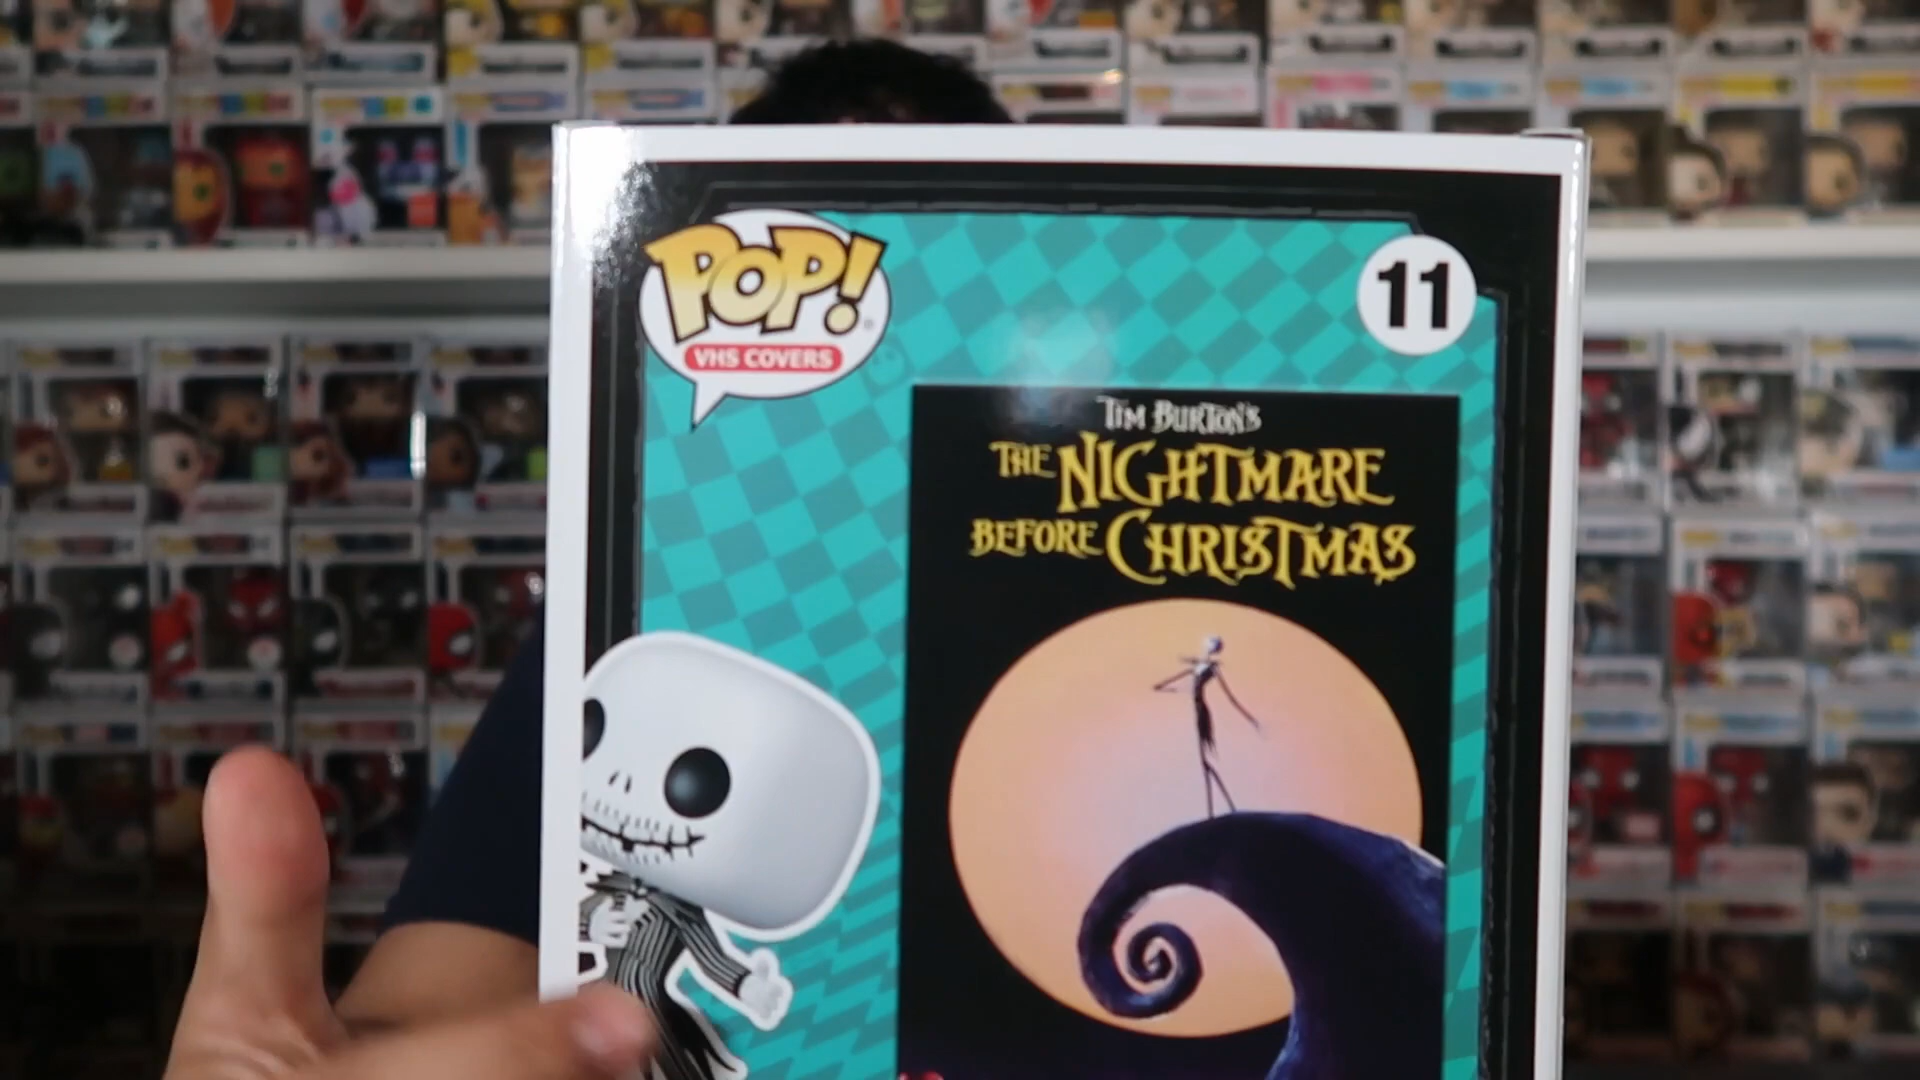 POP!
VHS COVERS
11
TIM BURTON'S
THE NIGHTMARE
BEFORE CHRISTMAS